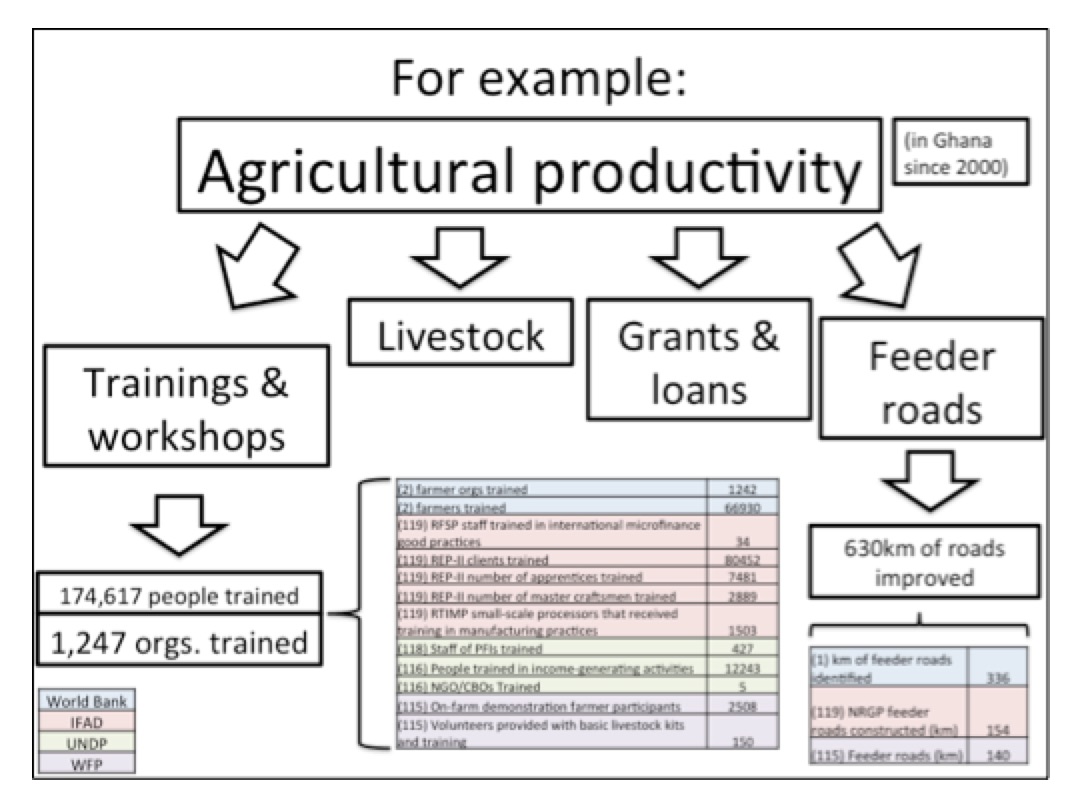 For example:
Agricultural productivity
(in Ghana
since 2000)
Trainings &
workshops
Livestock
Grants &
loans
Feeder
roads
174,617 people trained
1,247 orgs. trained
(2) farmer orgs trained 1242
(2) farmers trained 66930
(119) RFSP staff trained in international microfinance
good practices 34
(119) REP-II clients trained 80452
(119) REP-II number of apprentices trained 7481
(119) REP-II number of master craftsmen trained 2889
(119) RTIMP small-scale processors that received
training in manufacturing practices 1503
(118) Staff of PFIs trained 427
(116) People trained in income-generating activities 12243
(116) NGO/CBOs Trained 5
(115) On-farm demonstration farmer participants 2508
(115) Volunteers provided with basic livestock kits
and training 150
630km of roads
improved
(1) km of feeder roads
identified 336
(119) NRGP feeder
roads constructed (km) 154
(115) Feeder roads (km) 140
World Bank
IFAD
UNDP
WFP